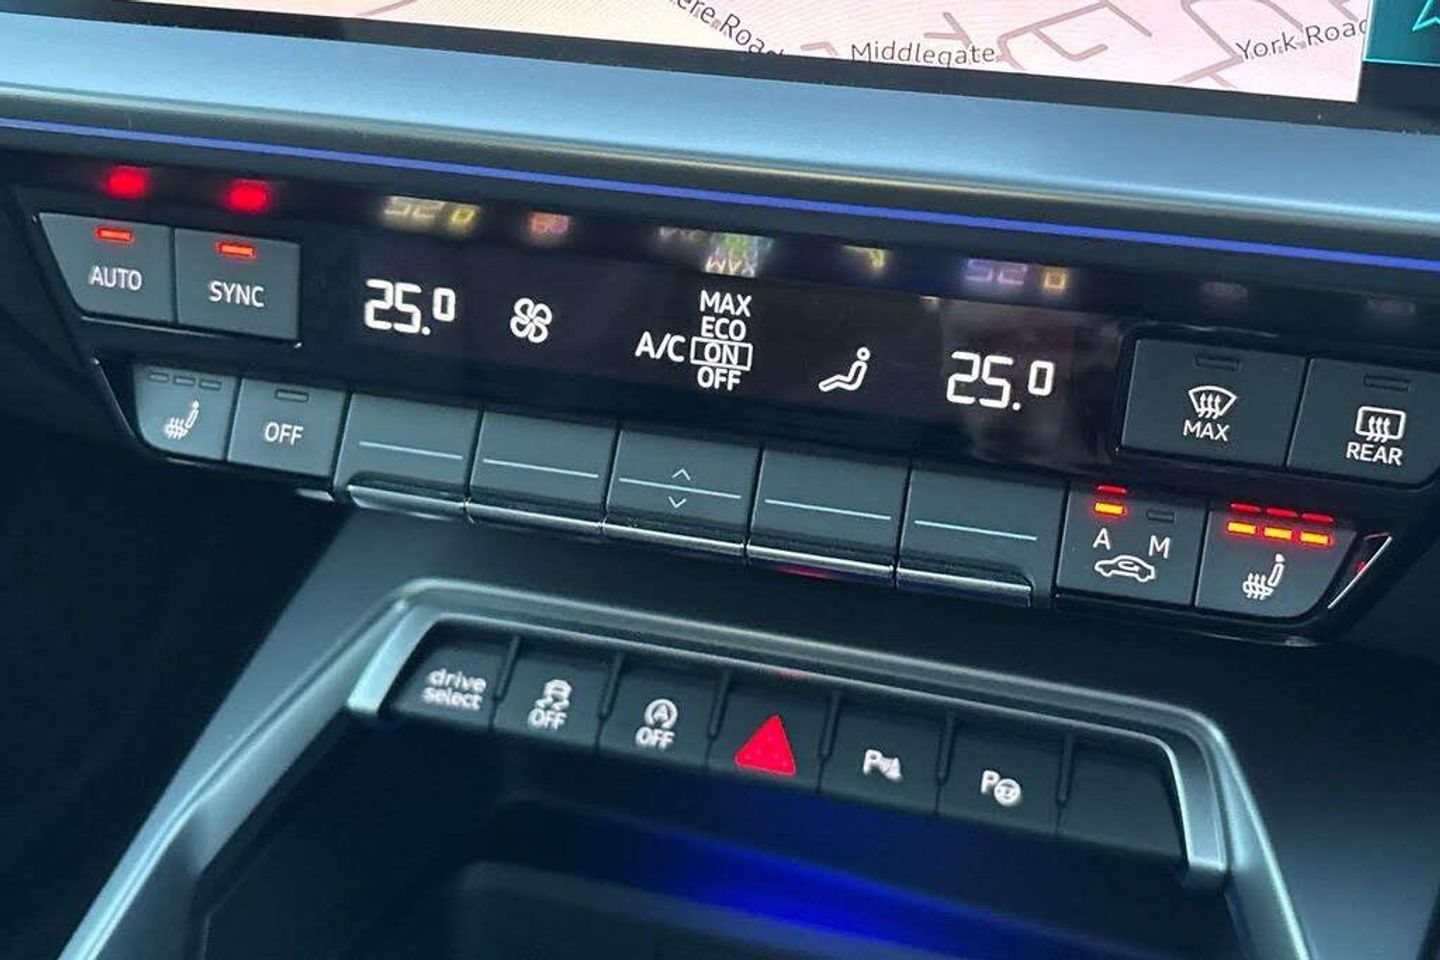 Middlegate
York Road
AUTO
SYNC
25.0
A/C
MAX
ECO
ON
OFF
25.0
MAX
REAR
OFF
A M
drive
select
OFF
A
OFF
P
P